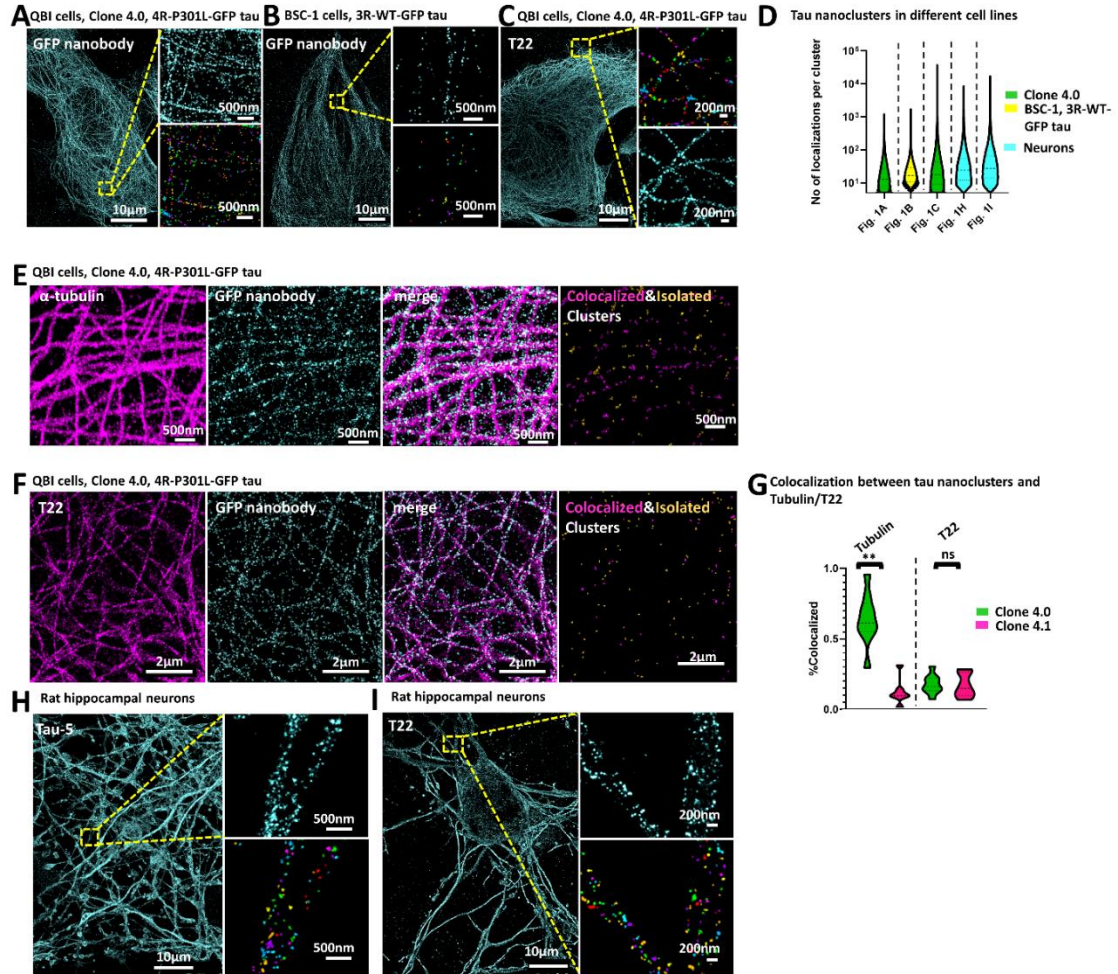 A QBI cells, Clone 4.0, 4R-P301L-GFP tau
GFP nanobody
500nm
500nm
10μm
B BSC-1 cells, 3R-WT-GFP tau
GFP nanobody
500nm
500nm
10μm
C QBI cells, Clone 4.0, 4R-P301L-GFP tau
T22
200nm
200nm
10μm
D Tau nanoclusters in different cell lines
No of localizations per cluster
10⁵
10⁴
10³
10²
10¹
Fig. 1A
Fig. 1B
Fig. 1C
Fig. 1H
Fig. 1I
Clone 4.0
BSC-1, 3R-WT-
GFP tau
Neurons
E QBI cells, Clone 4.0, 4R-P301L-GFP tau
α-tubulin
GFP nanobody
merge
Colocalized&Isolated
Clusters
500nm
500nm
500nm
500nm
F QBI cells, Clone 4.0, 4R-P301L-GFP tau
T22
GFP nanobody
merge
Colocalized&Isolated
Clusters
2μm
2μm
2μm
2μm
G Colocalization between tau nanoclusters and
Tubulin/T22
Tubulin
T22
**
ns
%Colocalized
1.0
0.5
0.0
Clone 4.0
Clone 4.1
H Rat hippocampal neurons
Tau-5
500nm
500nm
10μm
I Rat hippocampal neurons
T22
200nm
200nm
10μm